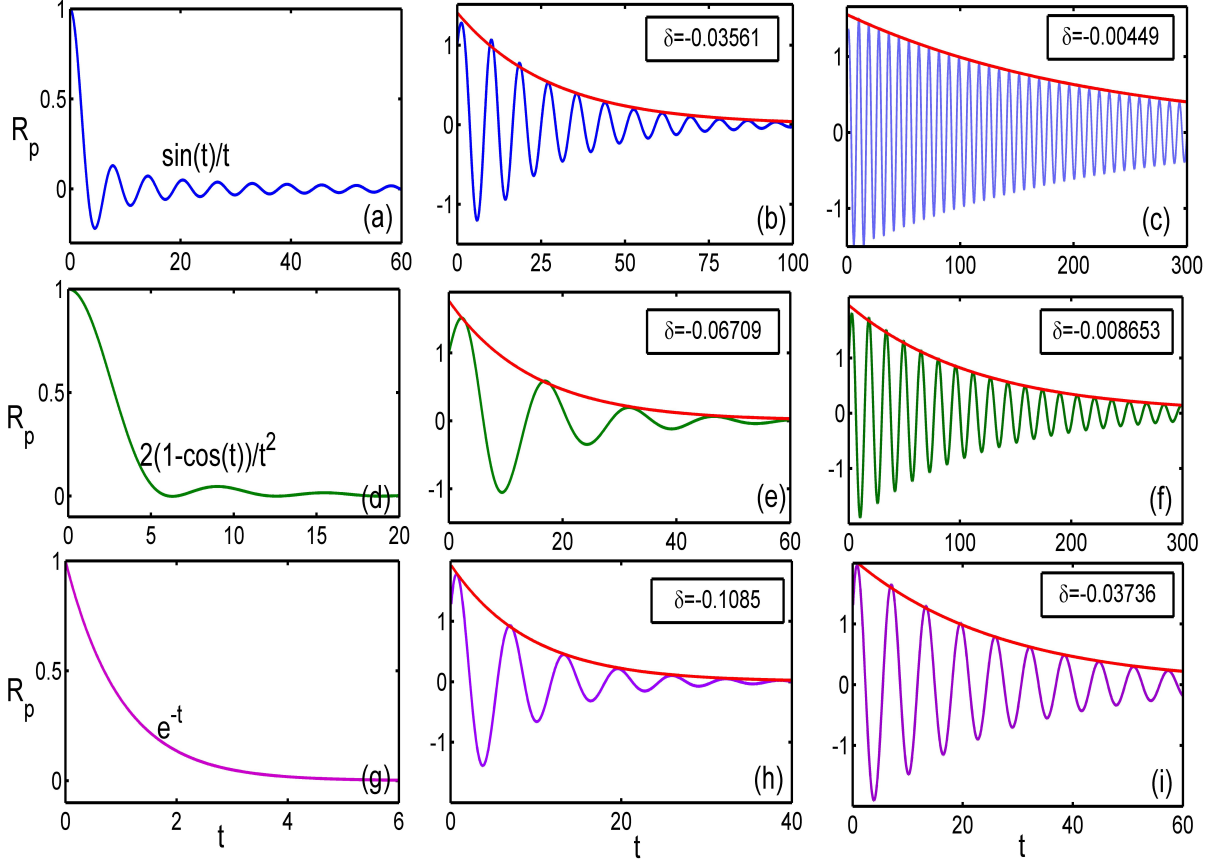 1
0.5
0
R_p
sin(t)/t
(a)
0 20 40 60
1
0
-1
δ=-0.03561
(b)
0 25 50 75 100
1
0
-1
δ=-0.00449
(c)
0 100 200 300
1
0.5
0
R_p
2(1-cos(t))/t^2
(d)
0 5 10 15 20
1
0
-1
δ=-0.06709
(e)
0 20 40 60
1
0
-1
δ=-0.008653
(f)
0 100 200 300
1
0.5
0
R_p
e^-t
(g)
0 2 4 6
t
1
0
-1
δ=-0.1085
(h)
0 20 40
t
1
0
-1
δ=-0.03736
(i)
0 20 40 60
t